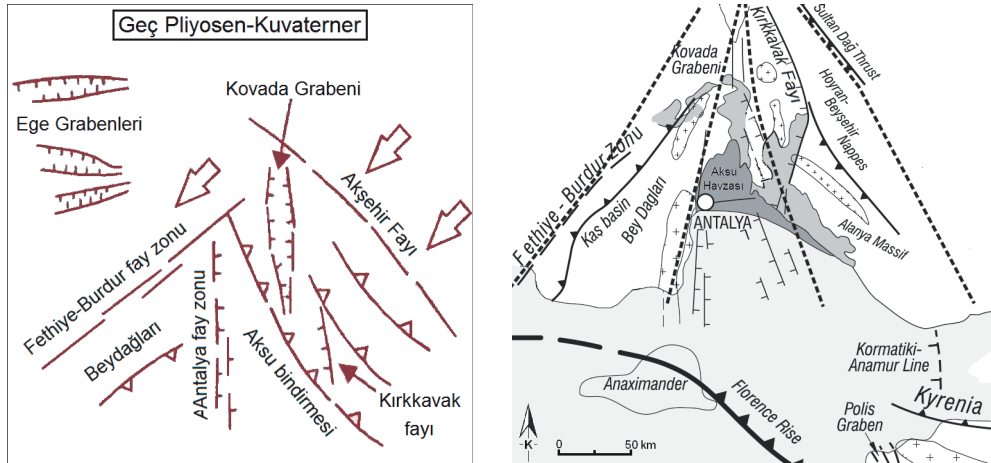 Geç Pliyosen-Kuvaterner
Kovada Grabeni
Ege Grabenleri
Akşehir Fayı
Fethiye-Burdur fay zonu
Beydağları
AAntalya fay zonu
Aksu bindirmesi
Kırkkavak
fayı
Kovada
Grabeni
Kırkkavak Fayı
Sultan Dağ Thrust
Hoyran-
Beyşehir
Nappes
Fethiye - Burdur Zonu
Kaş basin
Bey Dağları
Aksu
Havzası
ANTALYA
Alanya Massif
Anaximander
Florence Rise
Kormatiki-
Anamur Line
Kyrenia
Polis
Graben
-K-
0 50 km